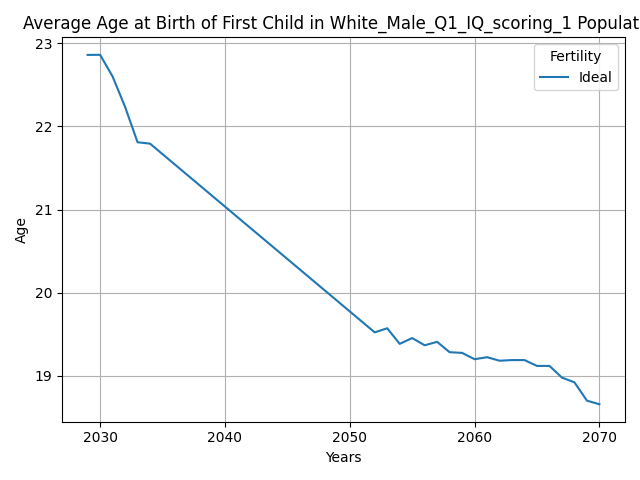 Average Age at Birth of First Child in White_Male_Q1_IQ_scoring_1 Populat
23
22
21
20
19
Age
Fertility
Ideal
2030 2040 2050 2060 2070
Years